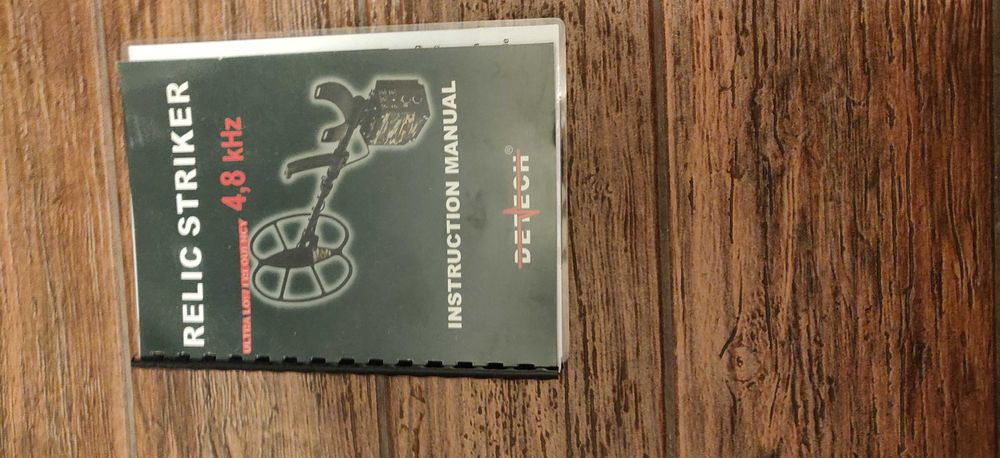 RELIC STRIKER
ULTRA LOW FREQUENCY 4,8 kHz
INSTRUCTION MANUAL
DETECH®